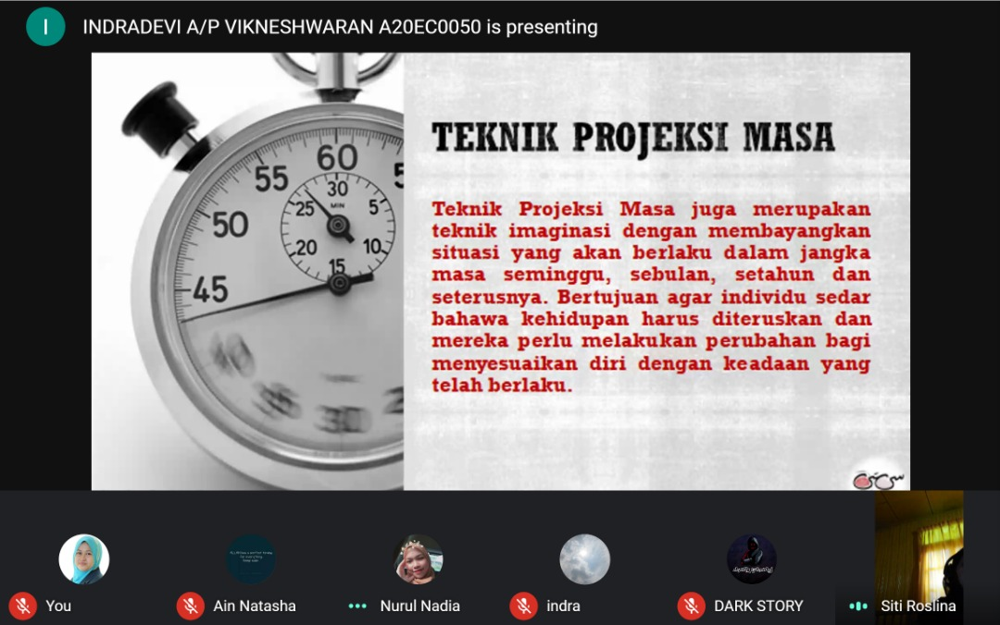 I INDRADEVI A/P VIKNESHWARAN A20EC0050 is presenting
TEKNIK PROJEKSI MASA
Teknik Projeksi Masa juga merupakan
teknik imaginasi dengan membayangkan
situasi yang akan berlaku dalam jangka
masa seminggu, sebulan, setahun dan
seterusnya. Bertujuan agar individu sedar
bahawa kehidupan harus diteruskan dan
mereka perlu melakukan perubahan bagi
menyesuaikan diri dengan keadaan yang
telah berlaku.
60
55
5
50
45
40
35
30
30
MIN
25
5
20
10
15
You
Ain Natasha
Nurul Nadia
indra
DARK STORY
Siti Roslina